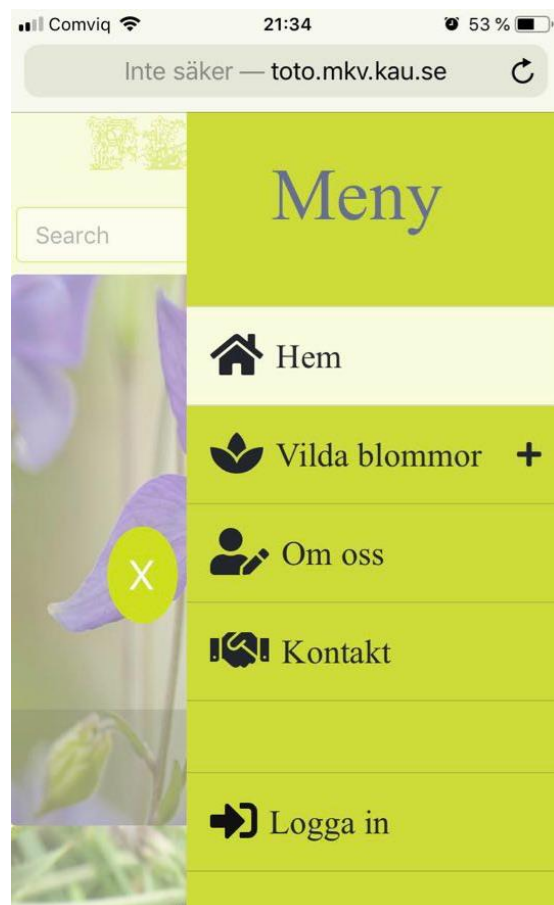 Comviq 21:34 53 %
Inte säker — toto.mkv.kau.se
Meny
Search
Hem
Vilda blommor +
X
Om oss
Kontakt
Logga in